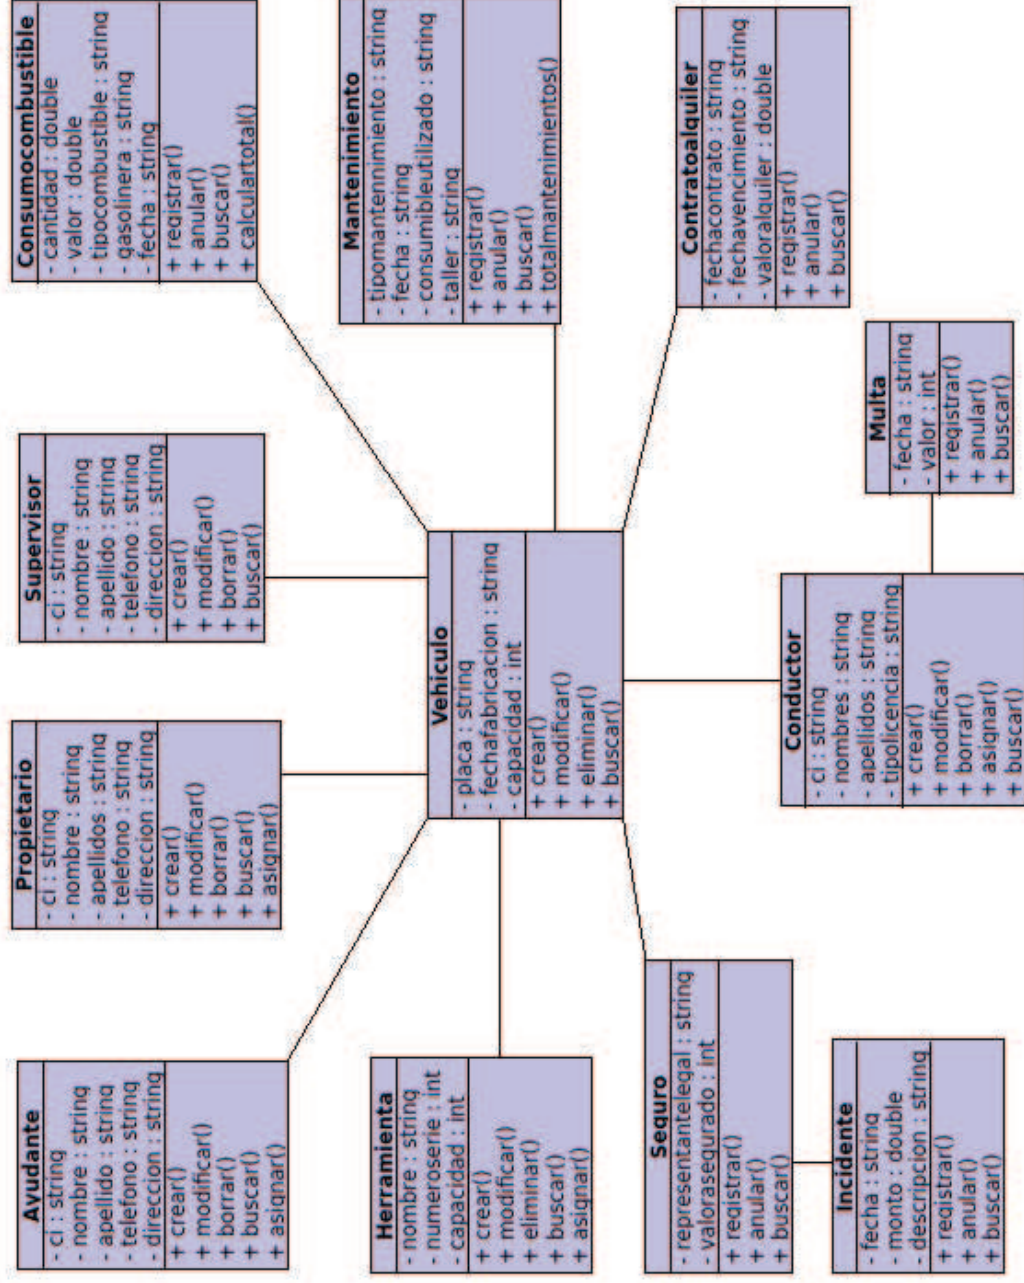 Ayudante
- ci : string
- nombre : string
- apellido : string
- telefono : string
- direccion : string
+ crear()
+ modificar()
+ borrar()
+ buscar()
+ asignar()
Propietario
- ci : string
- nombre : string
- apellidos : string
- telefono : string
- direccion : string
+ crear()
+ modificar()
+ borrar()
+ buscar()
+ asignar()
Supervisor
- ci : string
- nombre : string
- apellido : string
- telefono : string
- direccion : string
+ crear()
+ modificar()
+ borrar()
+ buscar()
Consumocombustible
- cantidad : double
- valor : double
- tipocombustible : string
- gasolinera : string
- fecha : string
+ registrar()
+ anular()
+ buscar()
+ calculartotal()
Herramienta
- nombre : string
- numeroserie : int
- capacidad : int
+ crear()
+ modificar()
+ eliminar()
+ buscar()
+ asignar()
Vehiculo
- placa : string
- fechafabricacion : string
- capacidad : int
+ crear()
+ modificar()
+ eliminar()
+ buscar()
Mantenimiento
- tipomantennimiento : string
- fecha : string
- consumibleutilizado : string
- taller : string
+ registrar()
+ anular()
+ buscar()
+ totalmantenimientos()
Seguro
- representantelegal : string
- valorasegurado : int
+ registrar()
+ anular()
+ buscar()
Contratoalquiler
- fechacontrato : string
- fechavencimiento : string
- valoralquiler : double
+ registrar()
+ anular()
+ buscar()
Incidente
- fecha : string
- monto : double
- descripcion : string
+ registrar()
+ anular()
+ buscar()
Conductor
- ci : string
- nombres : string
- apellidos : string
- tipolicencia : string
+ crear()
+ modificar()
+ borrar()
+ asignar()
+ buscar()
Multa
- fecha : string
- valor : int
+ registrar()
+ anular()
+ buscar()